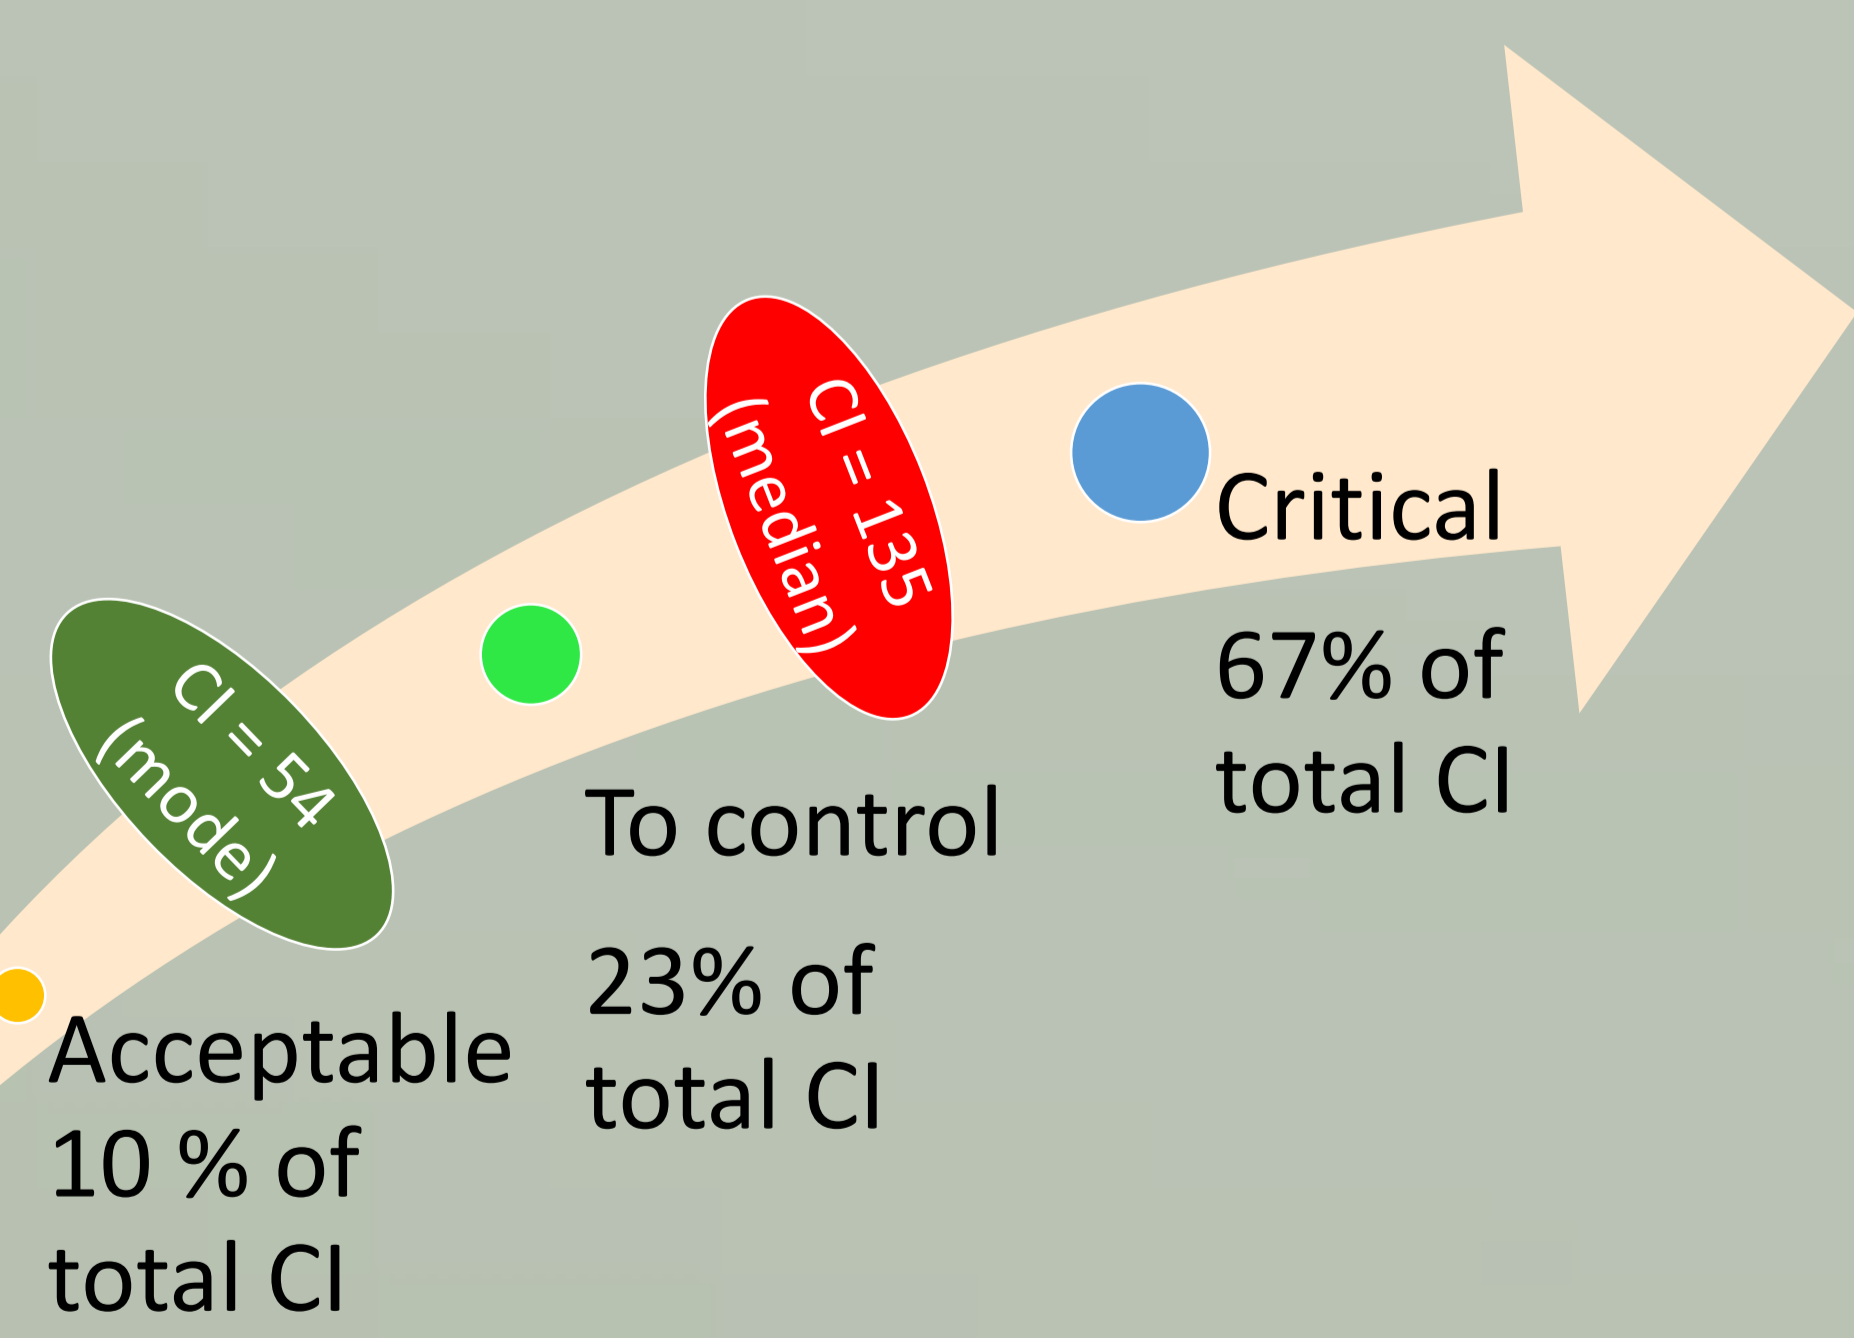 CI = 54
(mode)
CI = 135
(median)
Acceptable
10 % of
total CI
To control
23% of
total CI
Critical
67% of
total CI